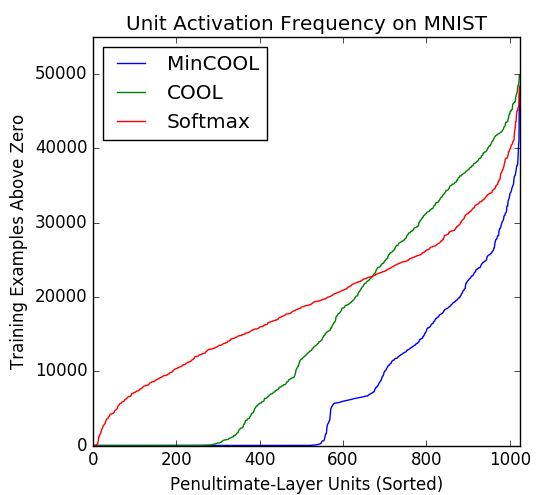 Unit Activation Frequency on MNIST
MinCOOL
COOL
Softmax
Training Examples Above Zero
50000
40000
30000
20000
10000
0
0 200 400 600 800 1000
Penultimate-Layer Units (Sorted)